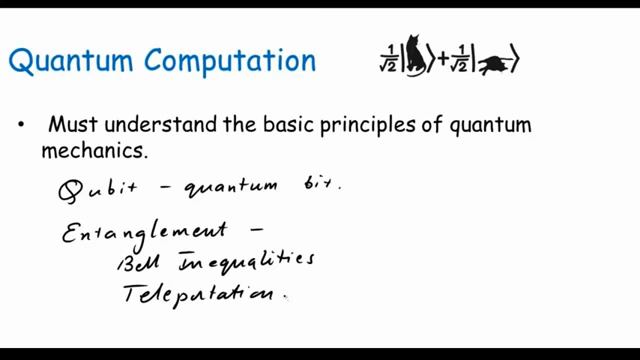 Quantum Computation
1/√2|⟩+1/√2|⟩
• Must understand the basic principles of quantum
mechanics.
Qubit - quantum bit.
Entanglement -
Bell Inequalities
Teleportation.